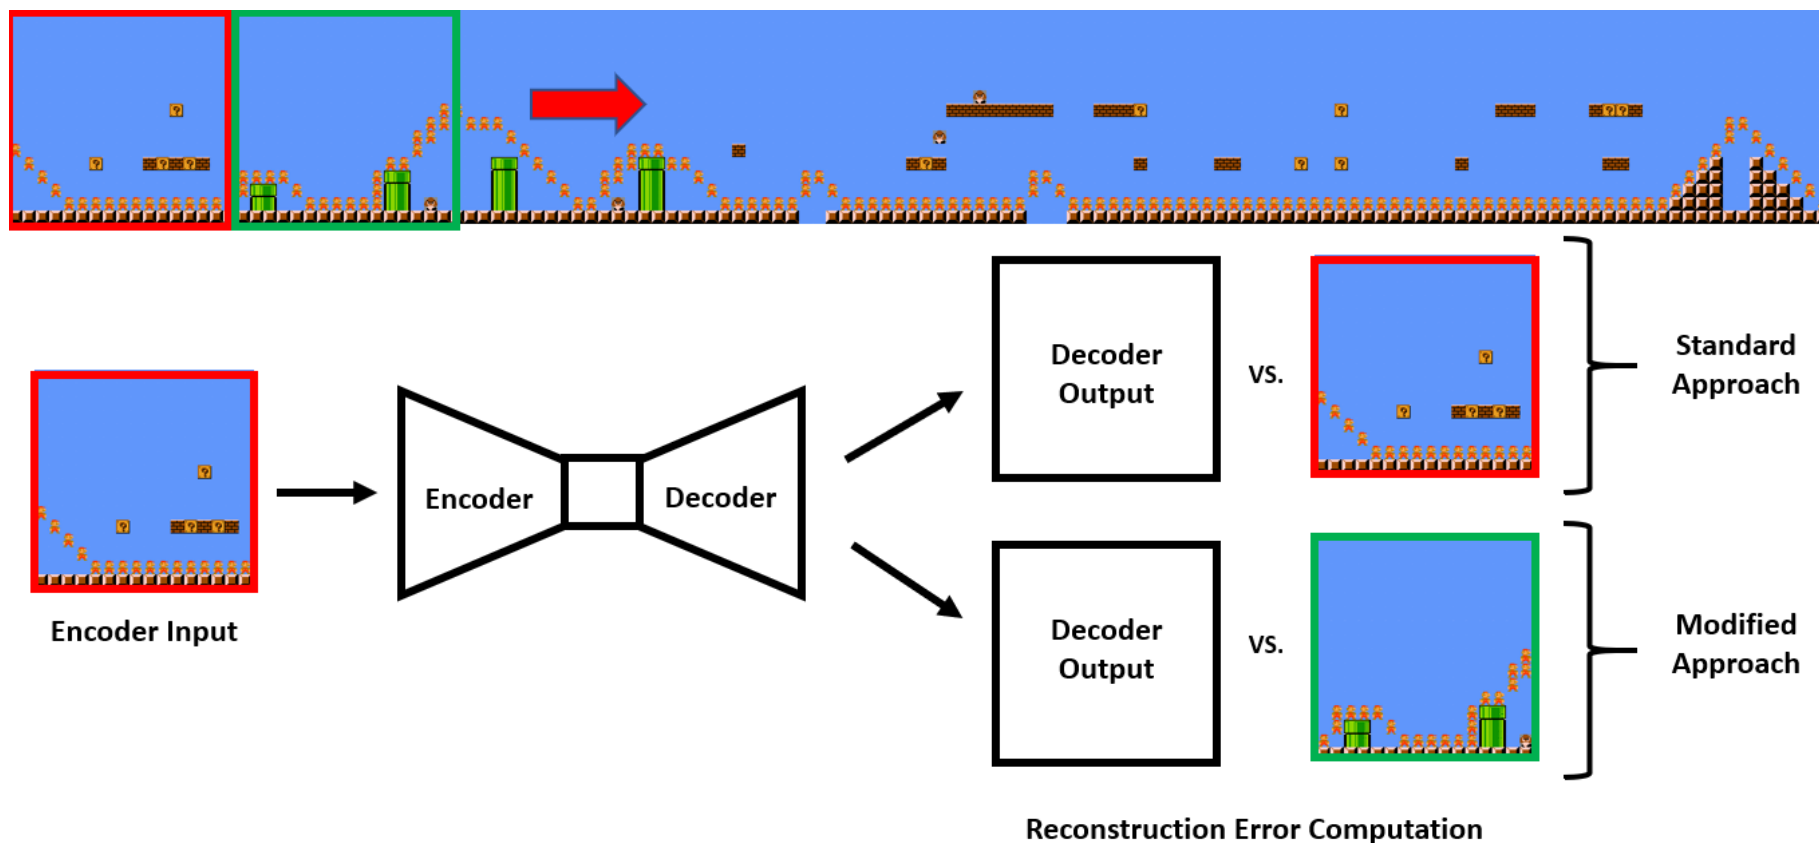 Encoder Input
Encoder
Decoder
Decoder
Output
vs.
Standard
Approach
Decoder
Output
vs.
Modified
Approach
Reconstruction Error Computation